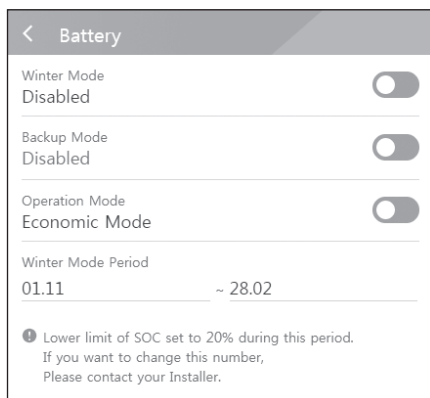 Battery
Winter Mode
Disabled
Backup Mode
Disabled
Operation Mode
Economic Mode
Winter Mode Period
01.11 ~ 28.02
Lower limit of SOC set to 20% during this period.
If you want to change this number,
Please contact your Installer.